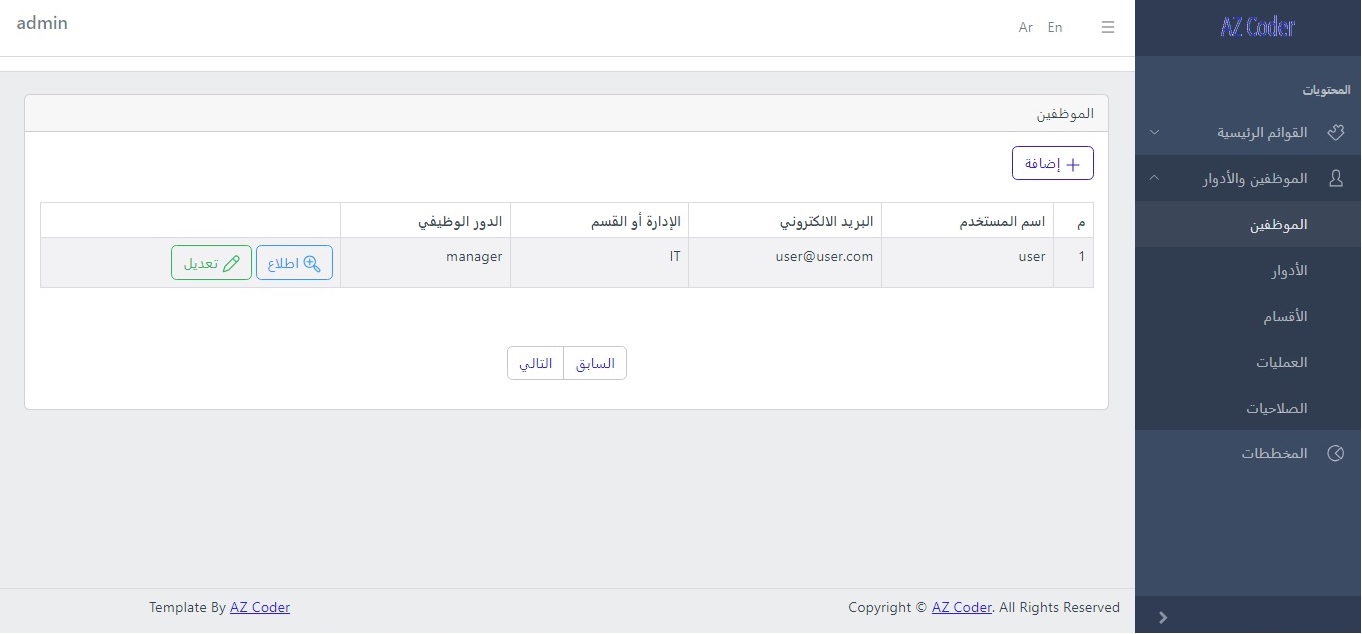 admin
Ar En
AZ Coder
المحتويات
القوائم الرئيسية
الموظفين والأدوار
الموظفين
الأدوار
الأقسام
العمليات
الصلاحيات
المخططات
الموظفين
إضافة
م اسم المستخدم البريد الالكتروني الإدارة أو القسم الدور الوظيفي
1 user user@user.com IT manager اطلاع تعديل
السابق التالي
Template By AZ Coder
Copyright © AZ Coder. All Rights Reserved